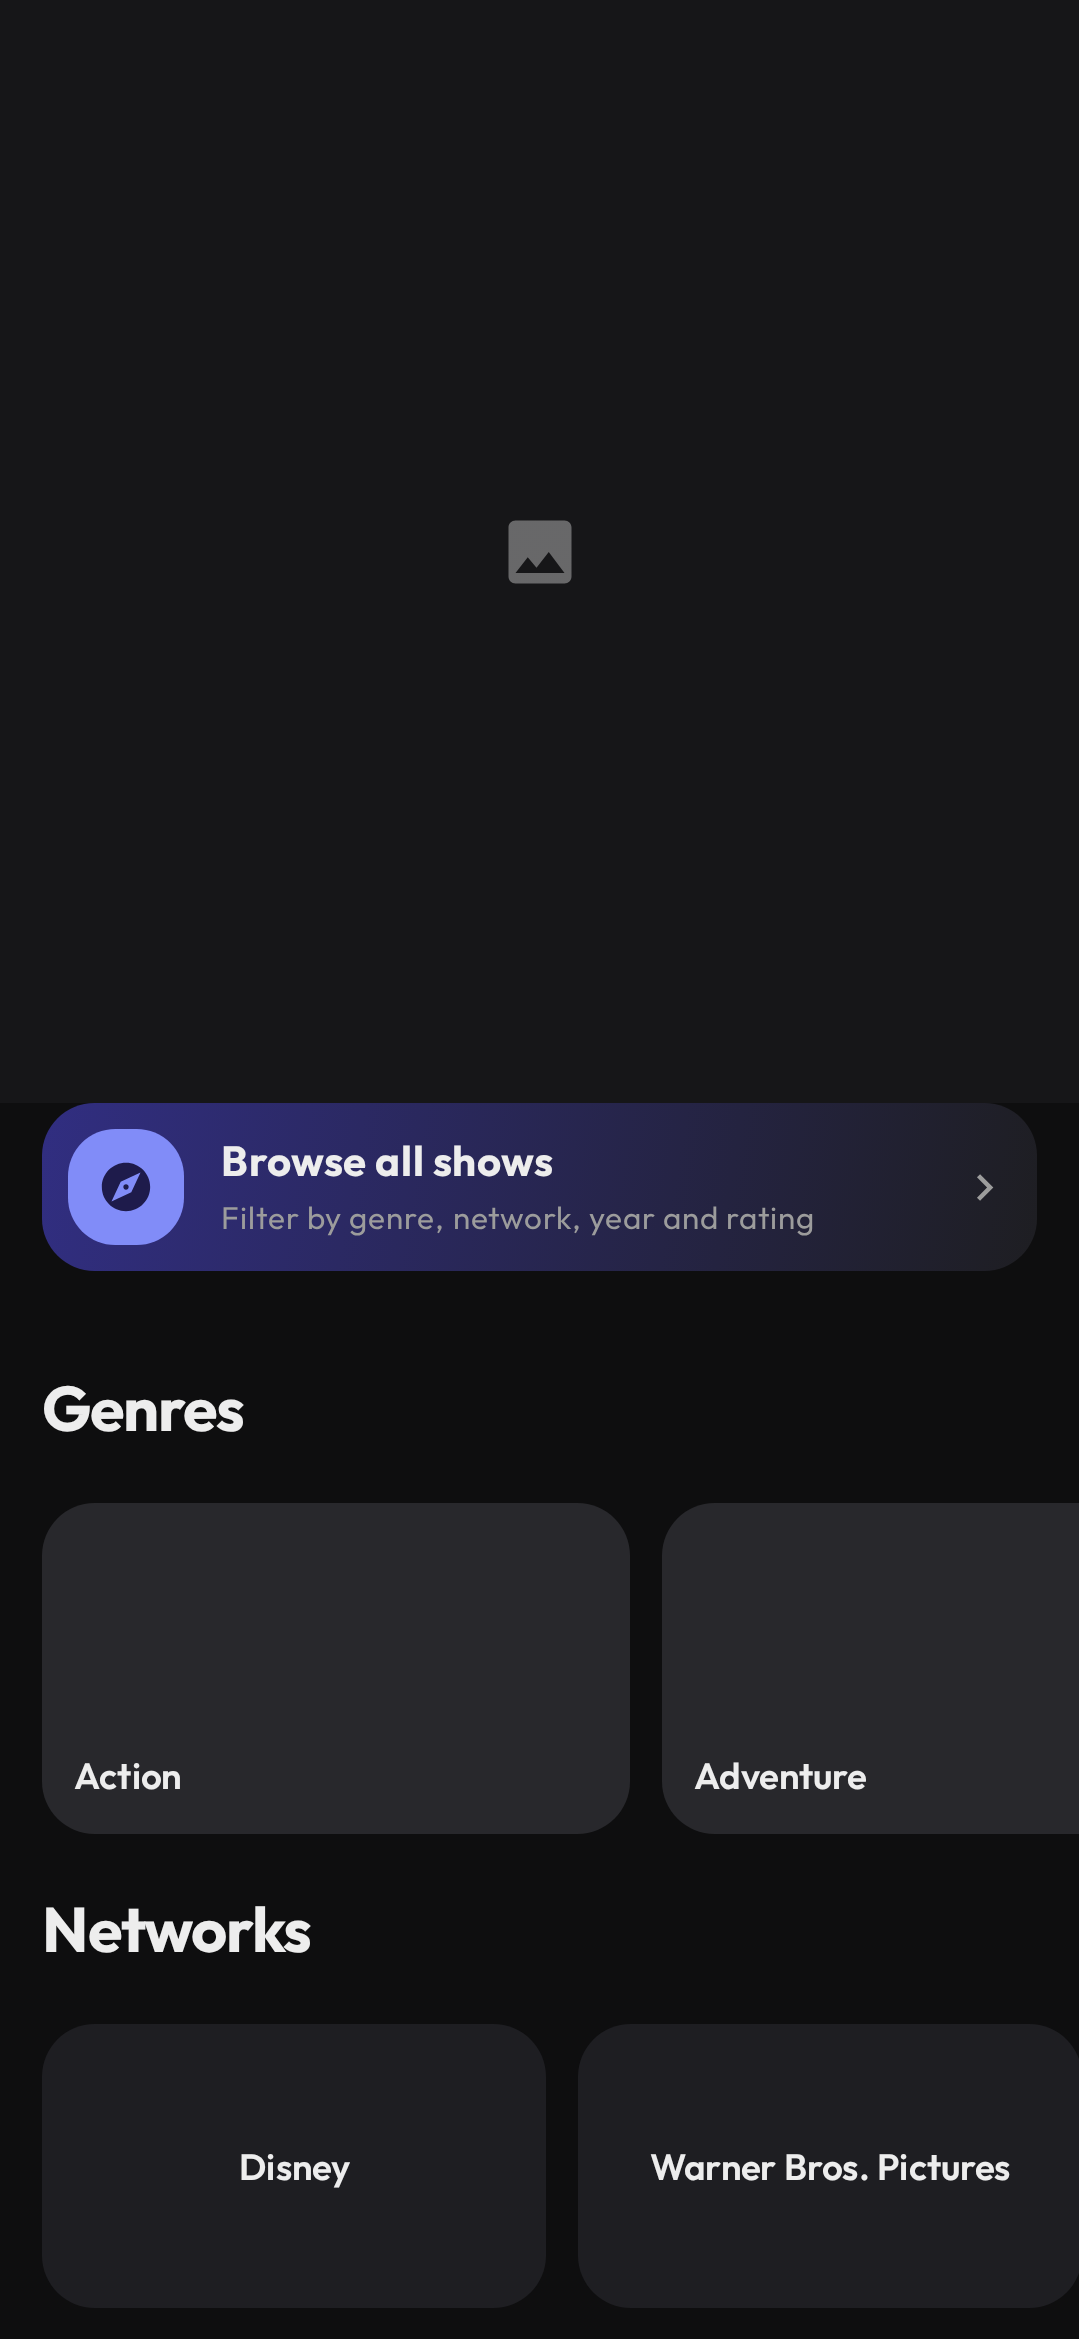 Browse all shows
Filter by genre, network, year and rating
Genres
Action
Adventure
Networks
Disney
Warner Bros. Pictures